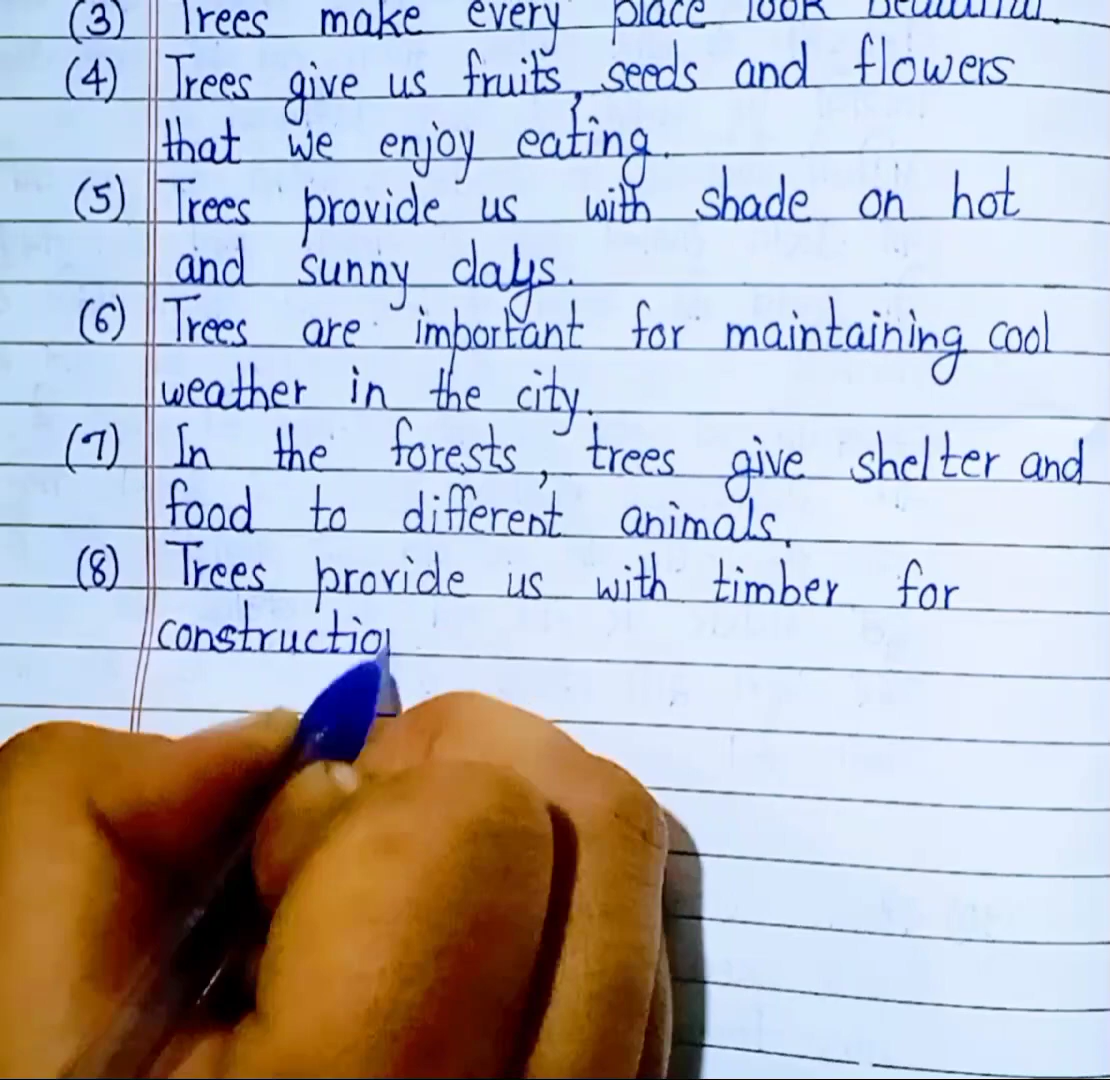 (3) Trees make every place look beautiful.
(4) Trees give us fruits, seeds and flowers
that we enjoy eating.
(5) Trees provide us with shade on hot
and sunny days.
(6) Trees are important for maintaining cool
weather in the city.
(7) In the forests, trees give shelter and
food to different animals.
(8) Trees provide us with timber for
constructio